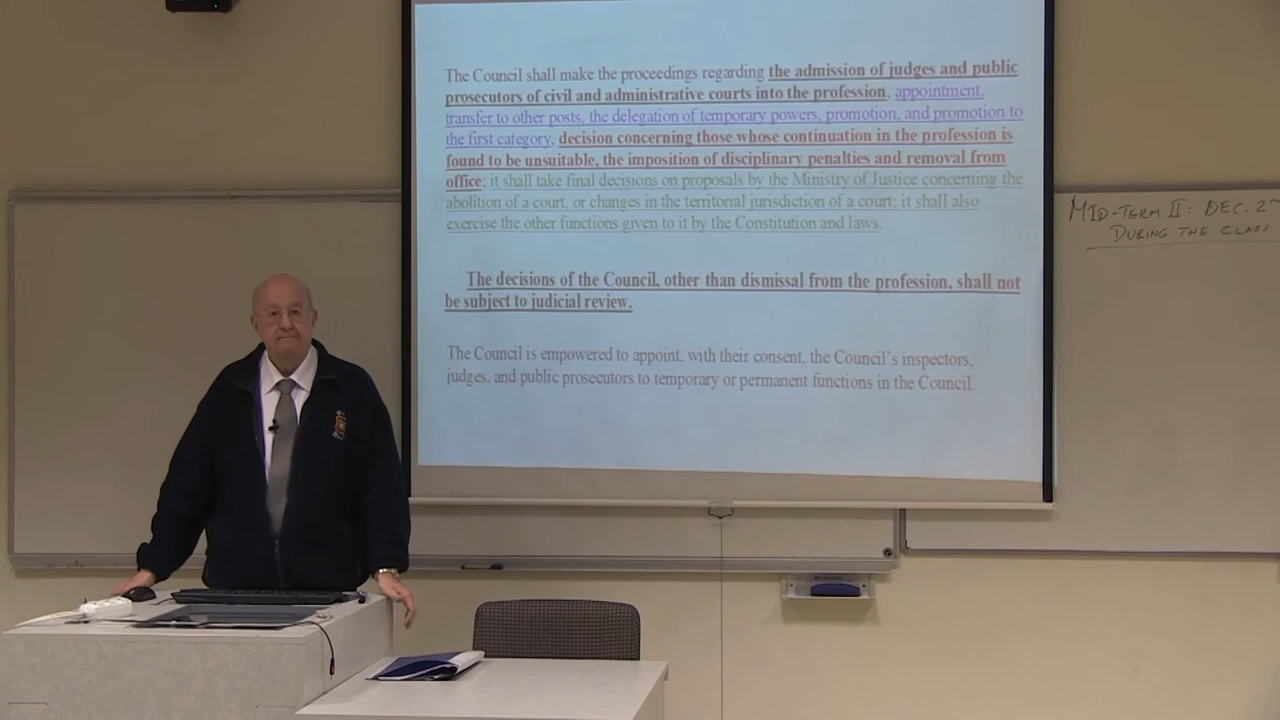 The Council shall make the proceedings regarding the admission of judges and public
prosecutors of civil and administrative courts into the profession, appointment,
transfer to other posts, the delegation of temporary powers, promotion, and promotion to
the first category, decision concerning those whose continuation in the profession is
found to be unsuitable, the imposition of disciplinary penalties and removal from
office; it shall take final decisions on proposals by the Ministry of Justice concerning the
abolition of a court, or changes in the territorial jurisdiction of a court; it shall also
exercise the other functions given to it by the Constitution and laws.
The decisions of the Council, other than dismissal from the profession, shall not
be subject to judicial review.
The Council is empowered to appoint, with their consent, the Council's inspectors,
judges, and public prosecutors to temporary or permanent functions in the Council.
MID-TERM II: DEC. 2
DURING THE CLASS